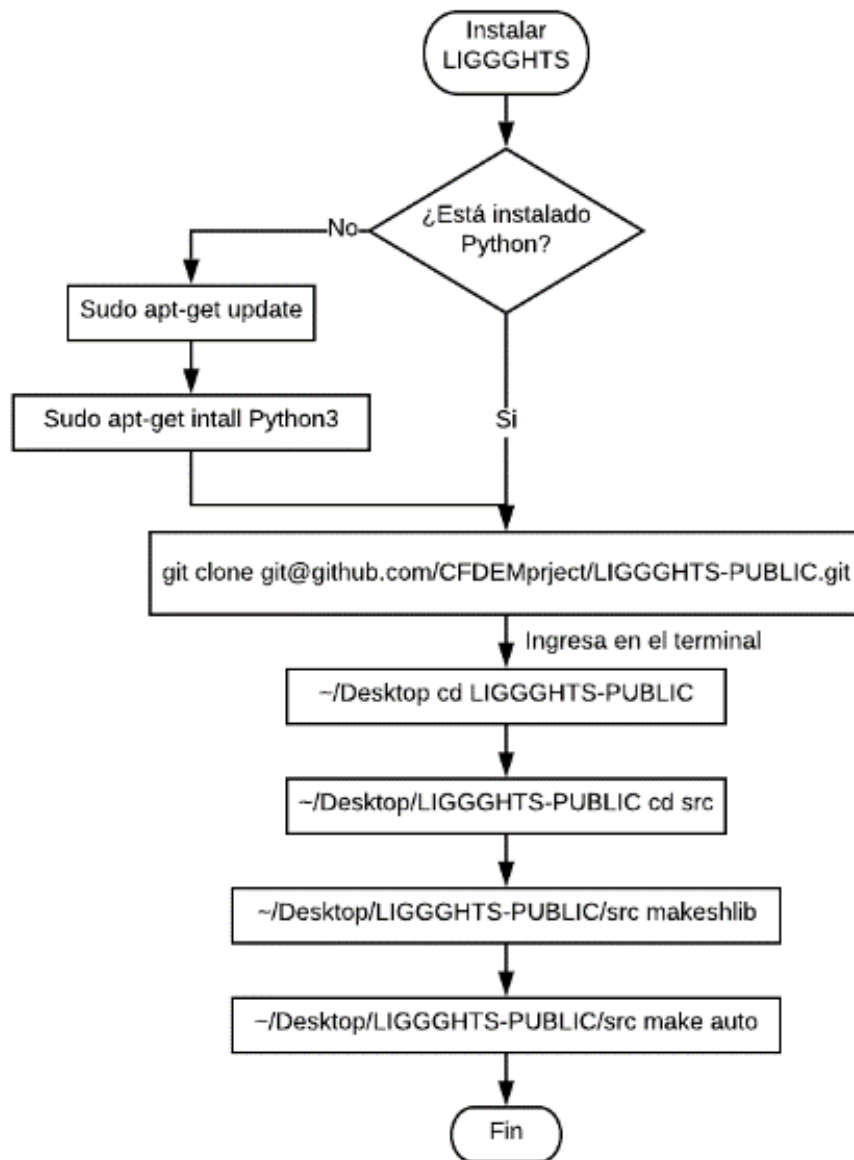 Instalar
LIGGGHTS
¿Está instalado
Python?
No
Sudo apt-get update
Sudo apt-get intall Python3
Si
git clone git@github.com/CFDEMprject/LIGGGHTS-PUBLIC.git
Ingresa en el terminal
~/Desktop cd LIGGGHTS-PUBLIC
~/Desktop/LIGGGHTS-PUBLIC cd src
~/Desktop/LIGGGHTS-PUBLIC/src makeshlib
~/Desktop/LIGGGHTS-PUBLIC/src make auto
Fin